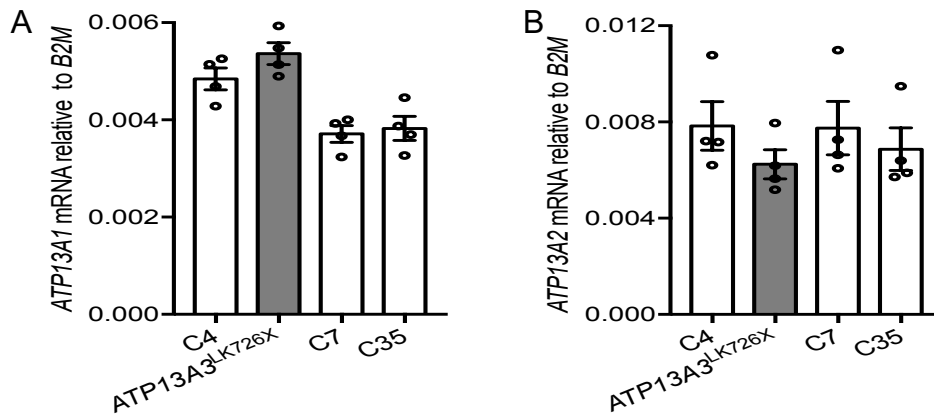 A
ATP13A1 mRNA relative to B2M
0.006
0.004
0.002
0.000
C4
ATP13A3LK726X
C7
C35
B
ATP13A2 mRNA relative to B2M
0.012
0.008
0.004
0.000
C4
ATP13A3LK726X
C7
C35